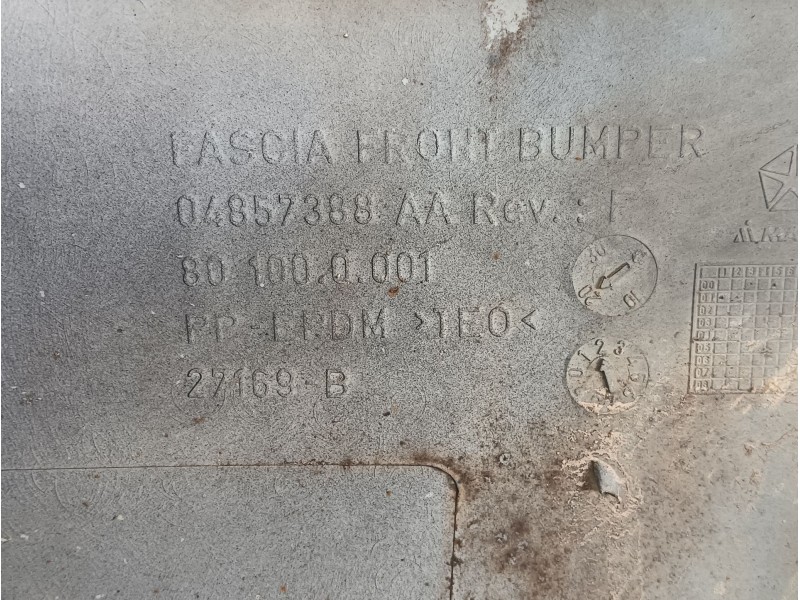 FASCIA FRONT BUMPER
04857388 AA Rev.: F
80 100.0.001
PP-EPDM >TEO<
27169-B